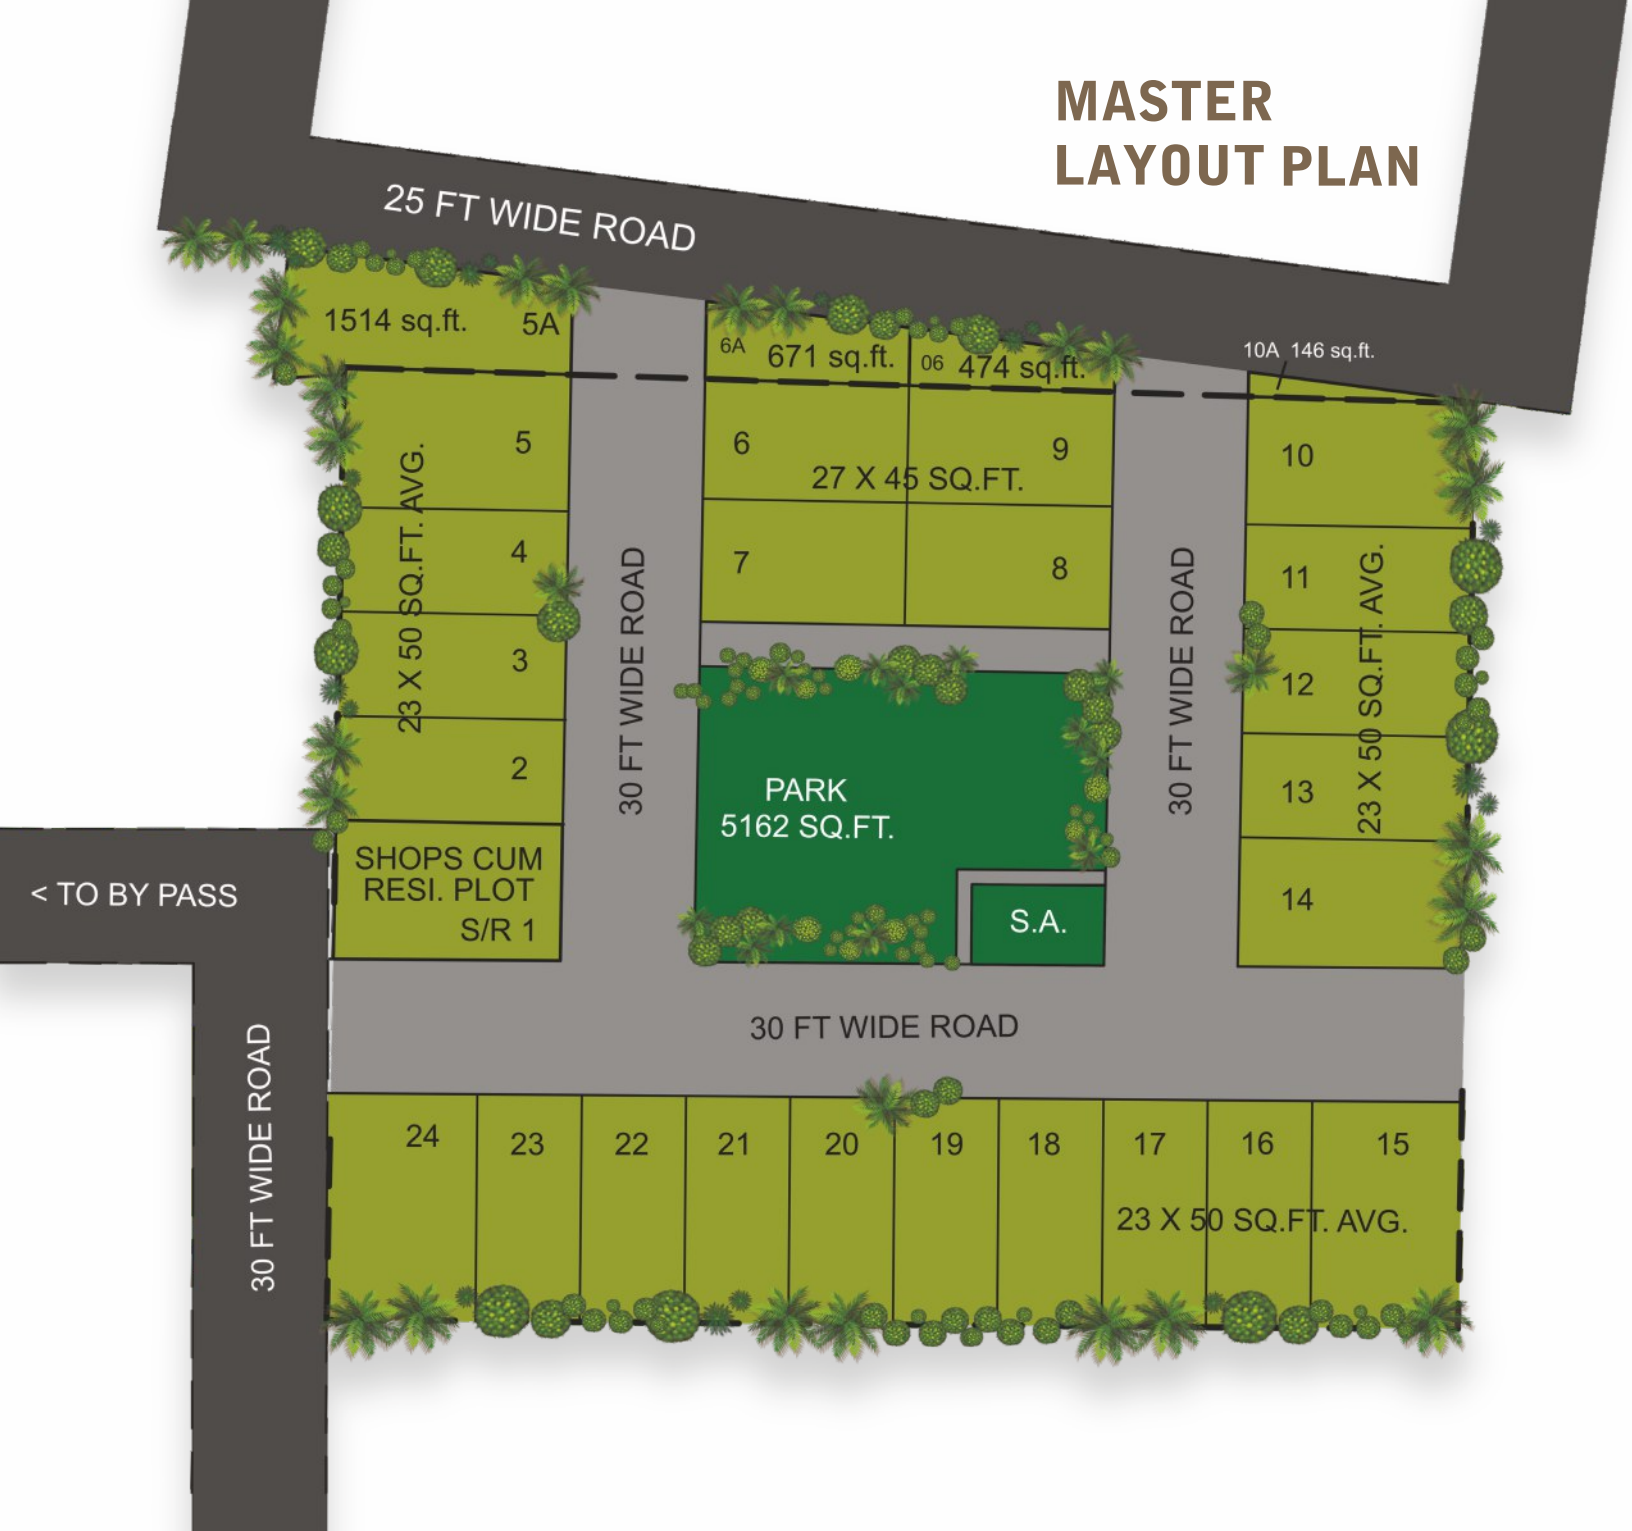 MASTER
LAYOUT PLAN
25 FT WIDE ROAD
1514 sq.ft.
5A
6A
671 sq.ft.
06
474 sq.ft.
10A 146 sq.ft.
5
4
3
2
23 X 50 SQ.FT. AVG.
SHOPS CUM
RESI. PLOT
S/R 1
30 FT WIDE ROAD
6
9
27 X 45 SQ.FT.
7
8
PARK
5162 SQ.FT.
S.A.
30 FT WIDE ROAD
10
11
12
13
14
23 X 50 SQ.FT. AVG.
< TO BY PASS
30 FT WIDE ROAD
30 FT WIDE ROAD
24
23
22
21
20
19
18
17
16
15
23 X 50 SQ.FT. AVG.